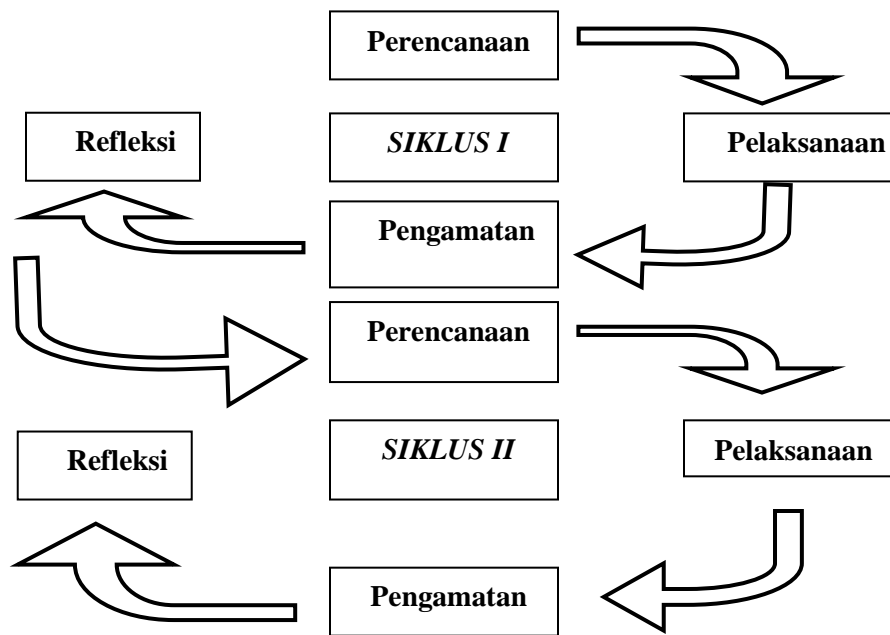 Perencanaan
Refleksi
SIKLUS I
Pelaksanaan
Pengamatan
Perencanaan
Refleksi
SIKLUS II
Pelaksanaan
Pengamatan